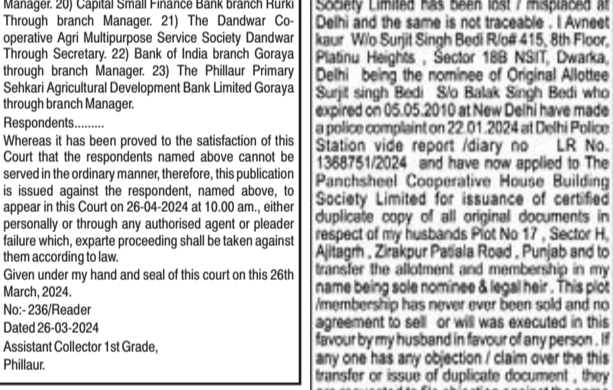 Manager. 20) Capital Small Finance Bank branch Rurki
Through branch Manager. 21) The Dandwar Co-
operative Agri Multipurpose Service Society Dandwar
Through Secretary. 22) Bank of India branch Goraya
through branch Manager. 23) The Phillaur Primary
Sehkari Agricultural Development Bank Limited Goraya
through branch Manager.
Respondents.........
Whereas it has been proved to the satisfaction of this
Court that the respondents named above cannot be
served in the ordinary manner, therefore, this publication
is issued against the respondent, named above, to
appear in this Court on 26-04-2024 at 10.00 am., either
personally or through any authorised agent or pleader
failure which, exparte proceeding shall be taken against
them according to law.
Given under my hand and seal of this court on this 26th
March, 2024.
No:- 236/Reader
Dated 26-03-2024
Assistant Collector 1st Grade,
Phillaur.
Society Limited has been lost / misplaced at
Delhi and the same is not traceable . I Avneet
kaur W/o Surjit Singh Bedi R/o# 415, 8th Floor,
Platinu Heights , Sector 18B NSIT, Dwarka,
Delhi being the nominee of Original Allottee
Surjit singh Bedi S/o Balak Singh Bedi who
expired on 05.05.2010 at New Delhi have made
a police complaint on 22.01.2024 at Delhi Police
Station vide report /diary no LR No.
1368751/2024 and have now applied to The
Panchsheel Cooperative House Building
Society Limited for issuance of certified
duplicate copy of all original documents in
respect of my husbands Plot No 17 , Sector H,
Ajitagrh , Zirakpur Patiala Road , Punjab and to
transfer the allotment and membership in my
name being sole nominee & legal heir . This plot
/membership has never ever been sold and no
agreement to sell or will was executed in this
favour by my husband in favour of any person . If
any one has any objection / claim over the this
transfer or issue of duplicate document , they